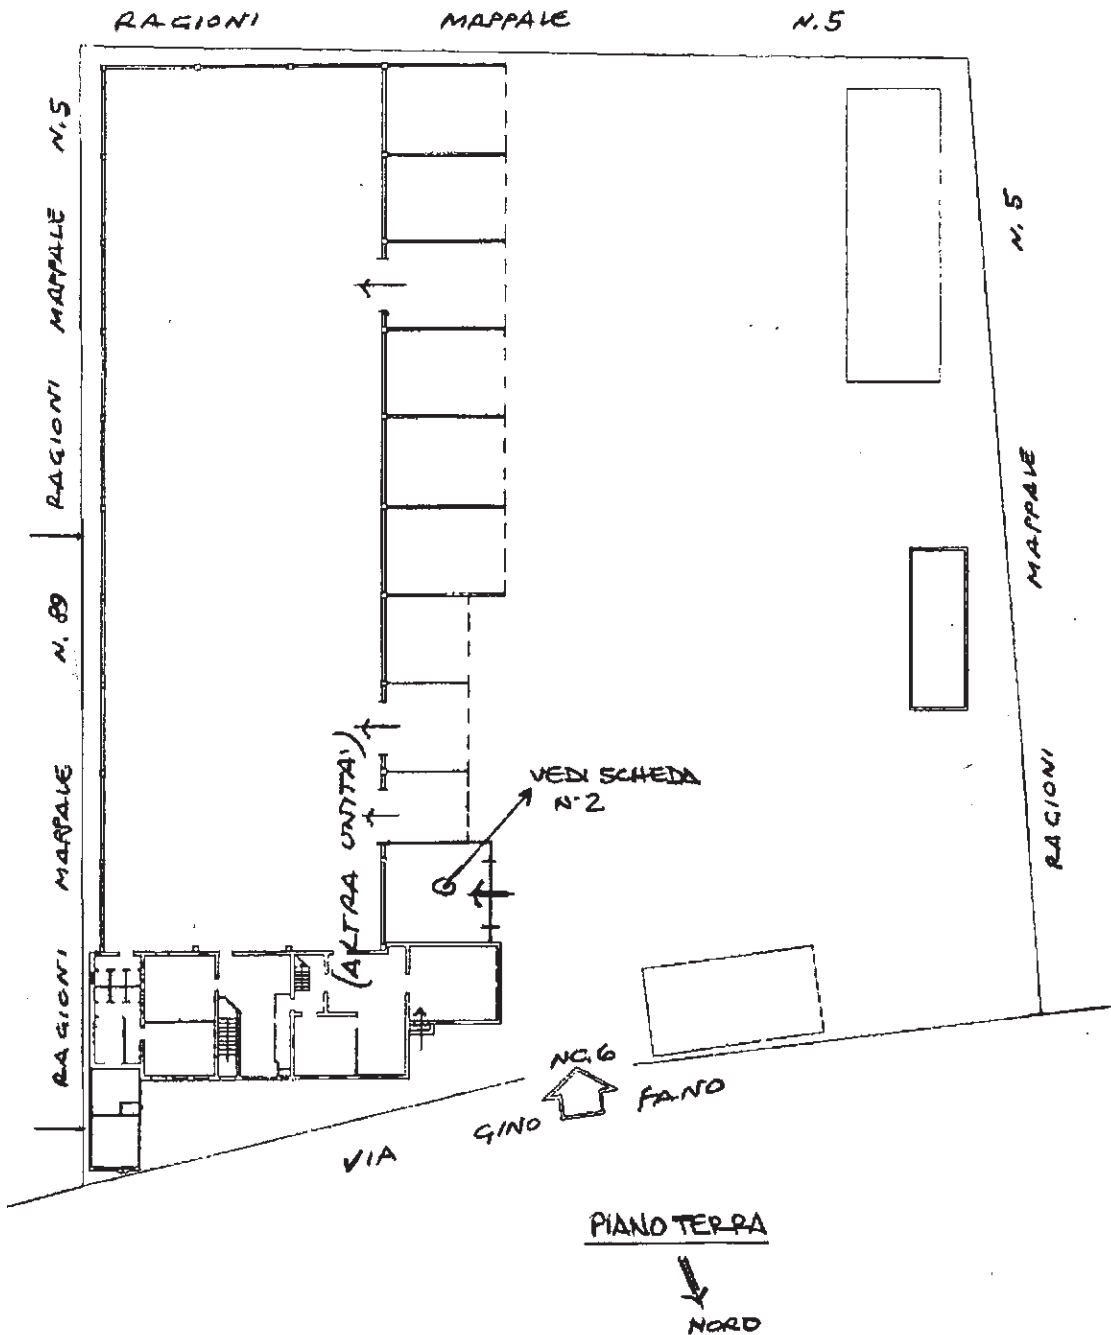 RAGIONI MAPPALE N.5
RAGIONI MAPPALE N.5
N.5
MAPPALE
RAGIONI
RAGIONI MAPPALE N.89
(ALTRA UNITA')
VEDI SCHEDA
N°2
NC.6
VIA GINO FANO
PIANO TERRA
NORD